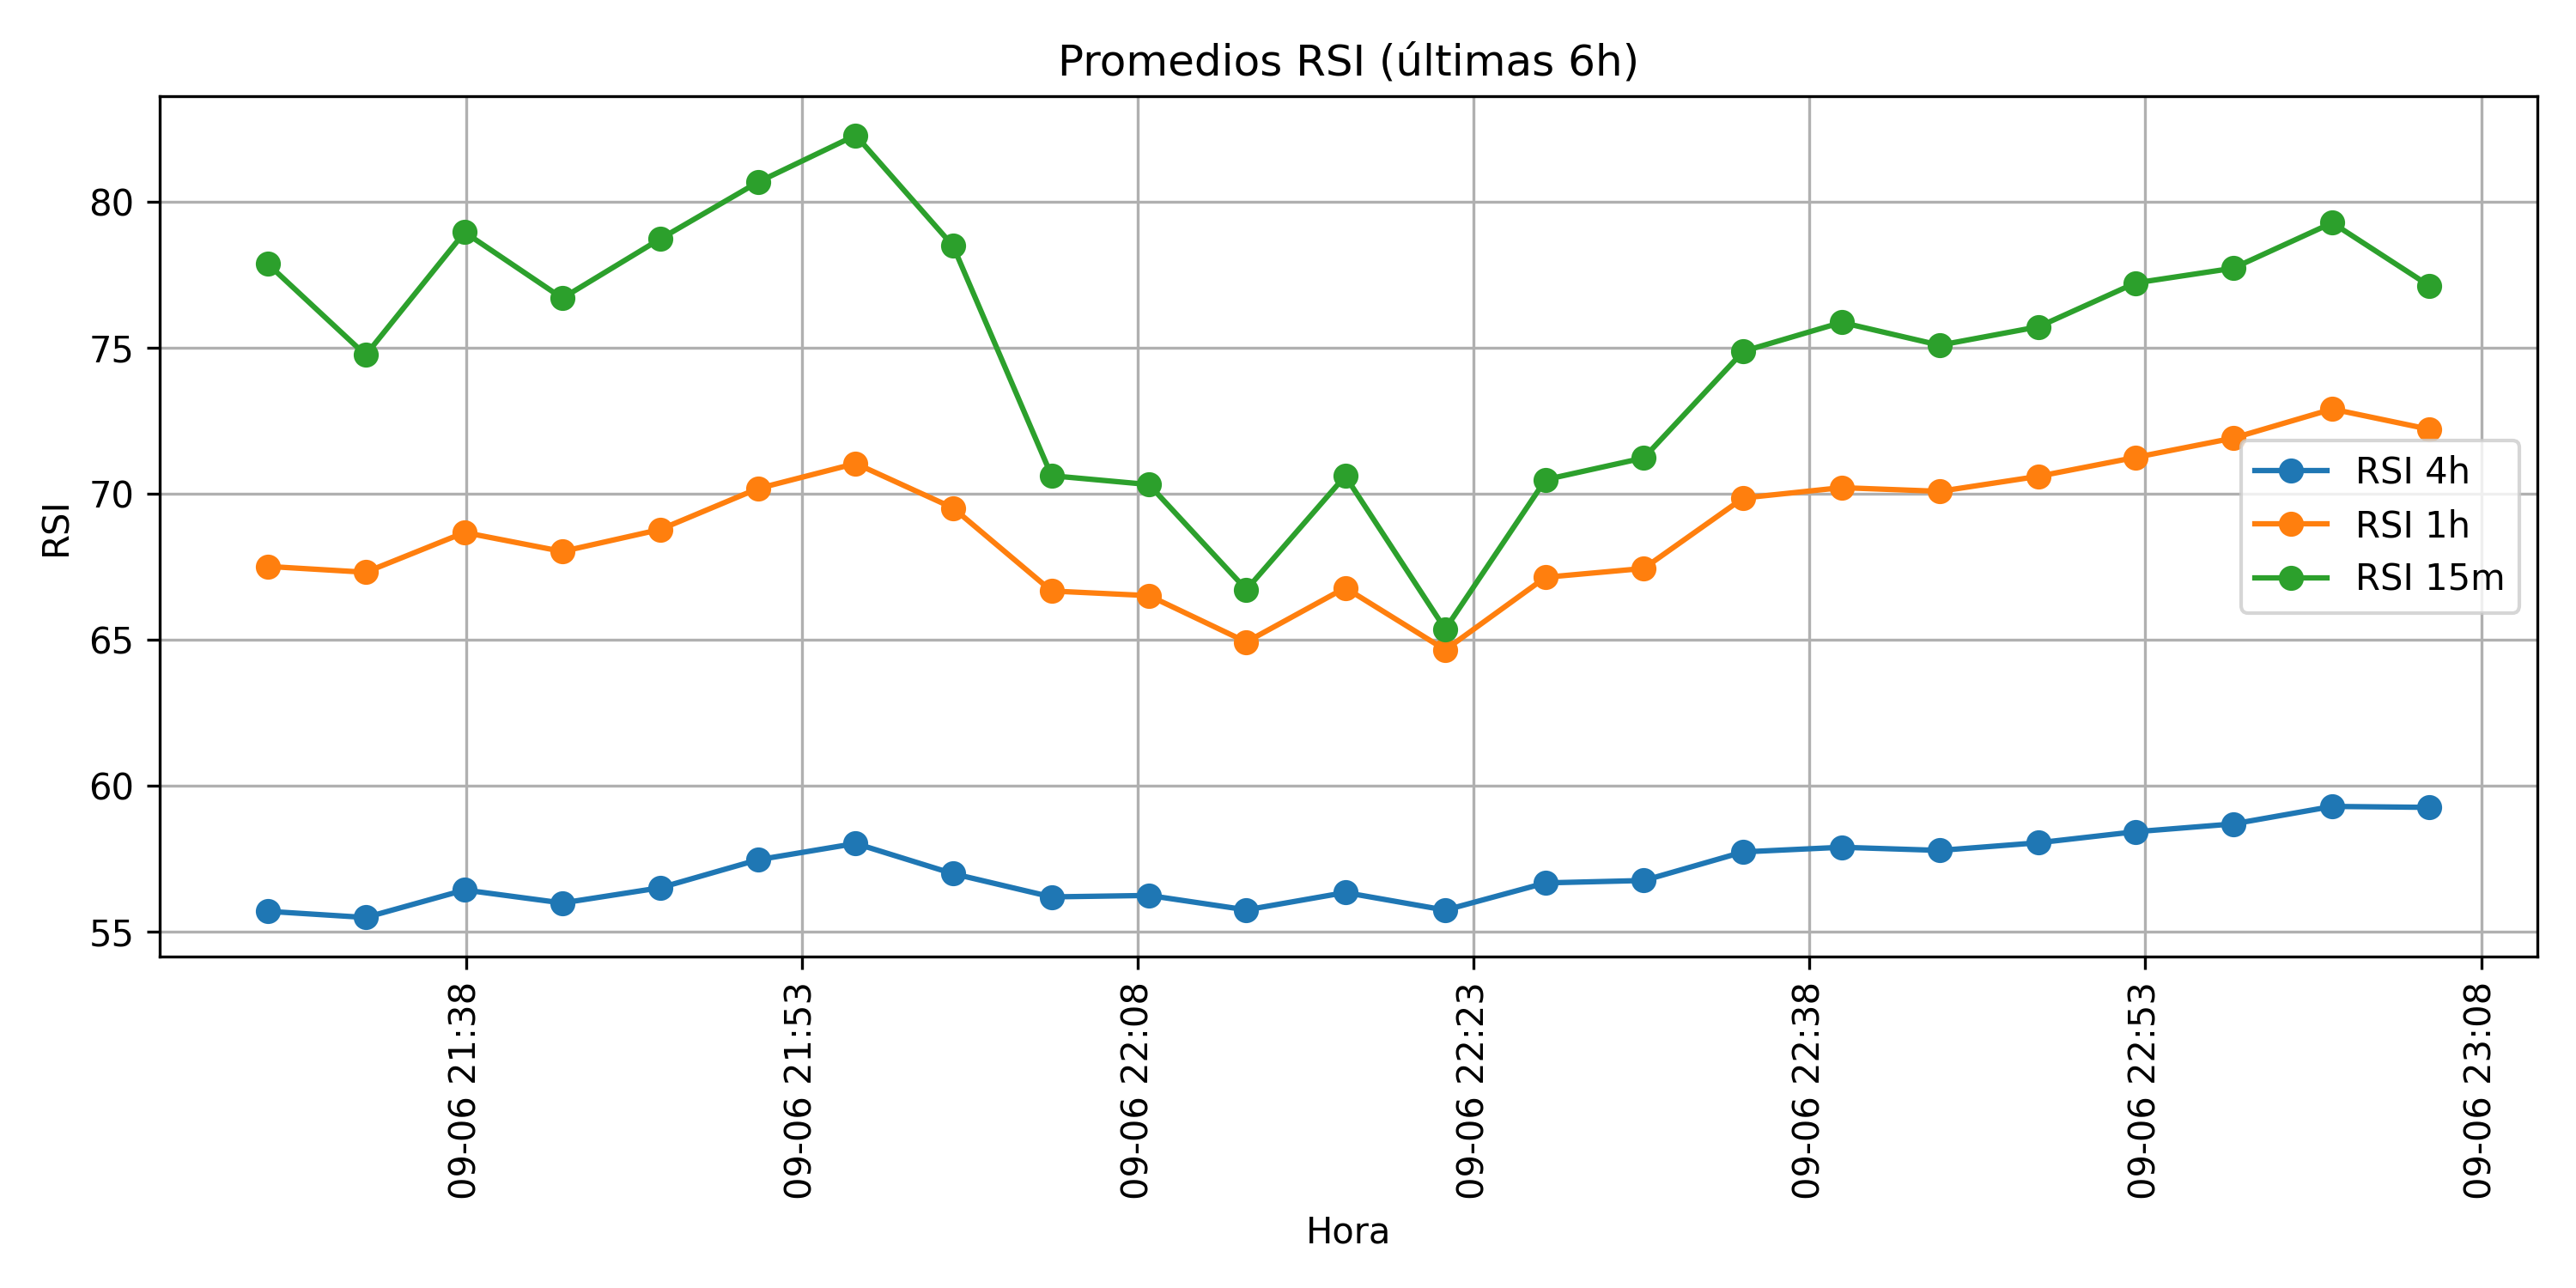 Promedios RSI (últimas 6h)
RSI
80
75
70
65
60
55
RSI 4h
RSI 1h
RSI 15m
09-06 21:38
09-06 21:53
09-06 22:08
09-06 22:23
09-06 22:38
09-06 22:53
09-06 23:08
Hora